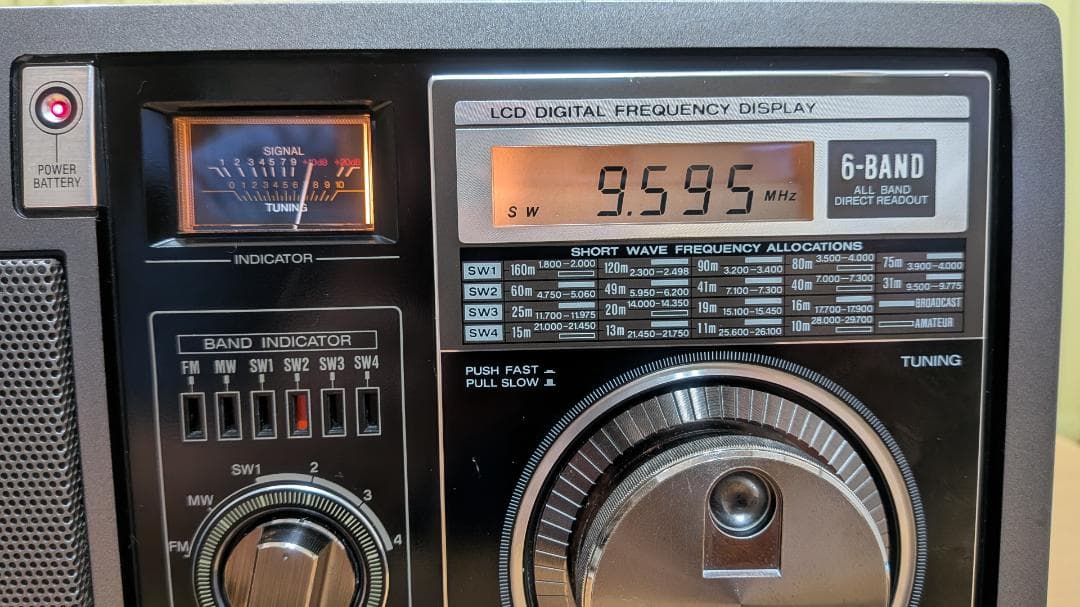 POWER
BATTERY
SIGNAL
1 2 3 4 5 7 9 +10dB +20dB
0 1 2 3 4 5 6 7 8 9 10
TUNING
INDICATOR
LCD DIGITAL FREQUENCY DISPLAY
SW 9.595 MHz
6-BAND
ALL BAND
DIRECT READOUT
SHORT WAVE FREQUENCY ALLOCATIONS
SW1 160m 1.800–2.000 120m 2.300–2.498 90m 3.200–3.400 80m 3.500–4.000 75m 3.900–4.000
SW2 60m 4.750–5.060 49m 5.950–6.200 41m 7.100–7.300 40m 7.000–7.300 31m 9.500–9.775
SW3 25m 11.700–11.975 20m 14.000–14.350 19m 15.100–15.450 16m 17.700–17.900 BROADCAST
SW4 15m 21.000–21.450 13m 21.450–21.750 11m 25.600–26.100 10m 28.000–29.700 AMATEUR
BAND INDICATOR
FM MW SW1 SW2 SW3 SW4
PUSH FAST
PULL SLOW
TUNING
FM MW SW1 2 3 4